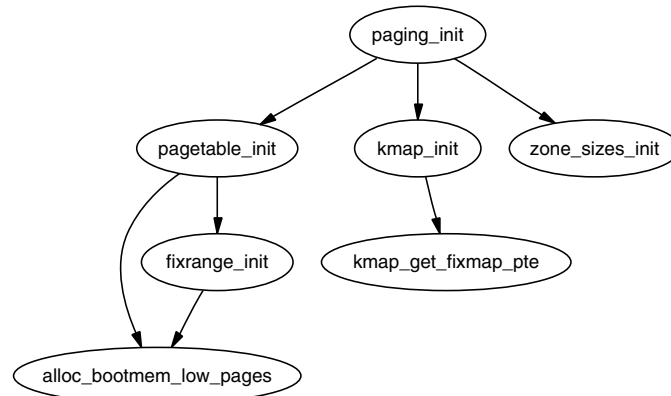 paging_init
pagetable_init
kmap_init
zone_sizes_init
fixrange_init
kmap_get_fixmap_pte
alloc_bootmem_low_pages